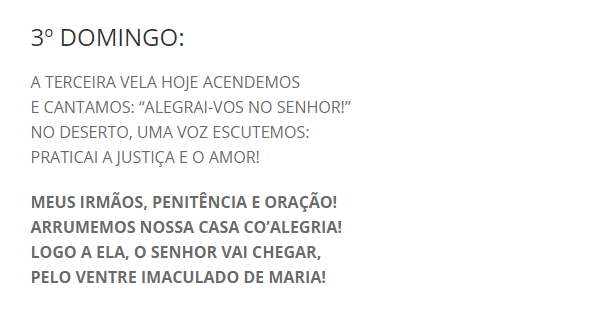 3º DOMINGO:
A TERCEIRA VELA HOJE ACENDEMOS
E CANTAMOS: “ALEGRAI-VOS NO SENHOR!”
NO DESERTO, UMA VOZ ESCUTEMOS:
PRATICAI A JUSTIÇA E O AMOR!
MEUS IRMÃOS, PENITÊNCIA E ORAÇÃO!
ARRUMEMOS NOSSA CASA CO’ALEGRIA!
LOGO A ELA, O SENHOR VAI CHEGAR,
PELO VENTRE IMACULADO DE MARIA!